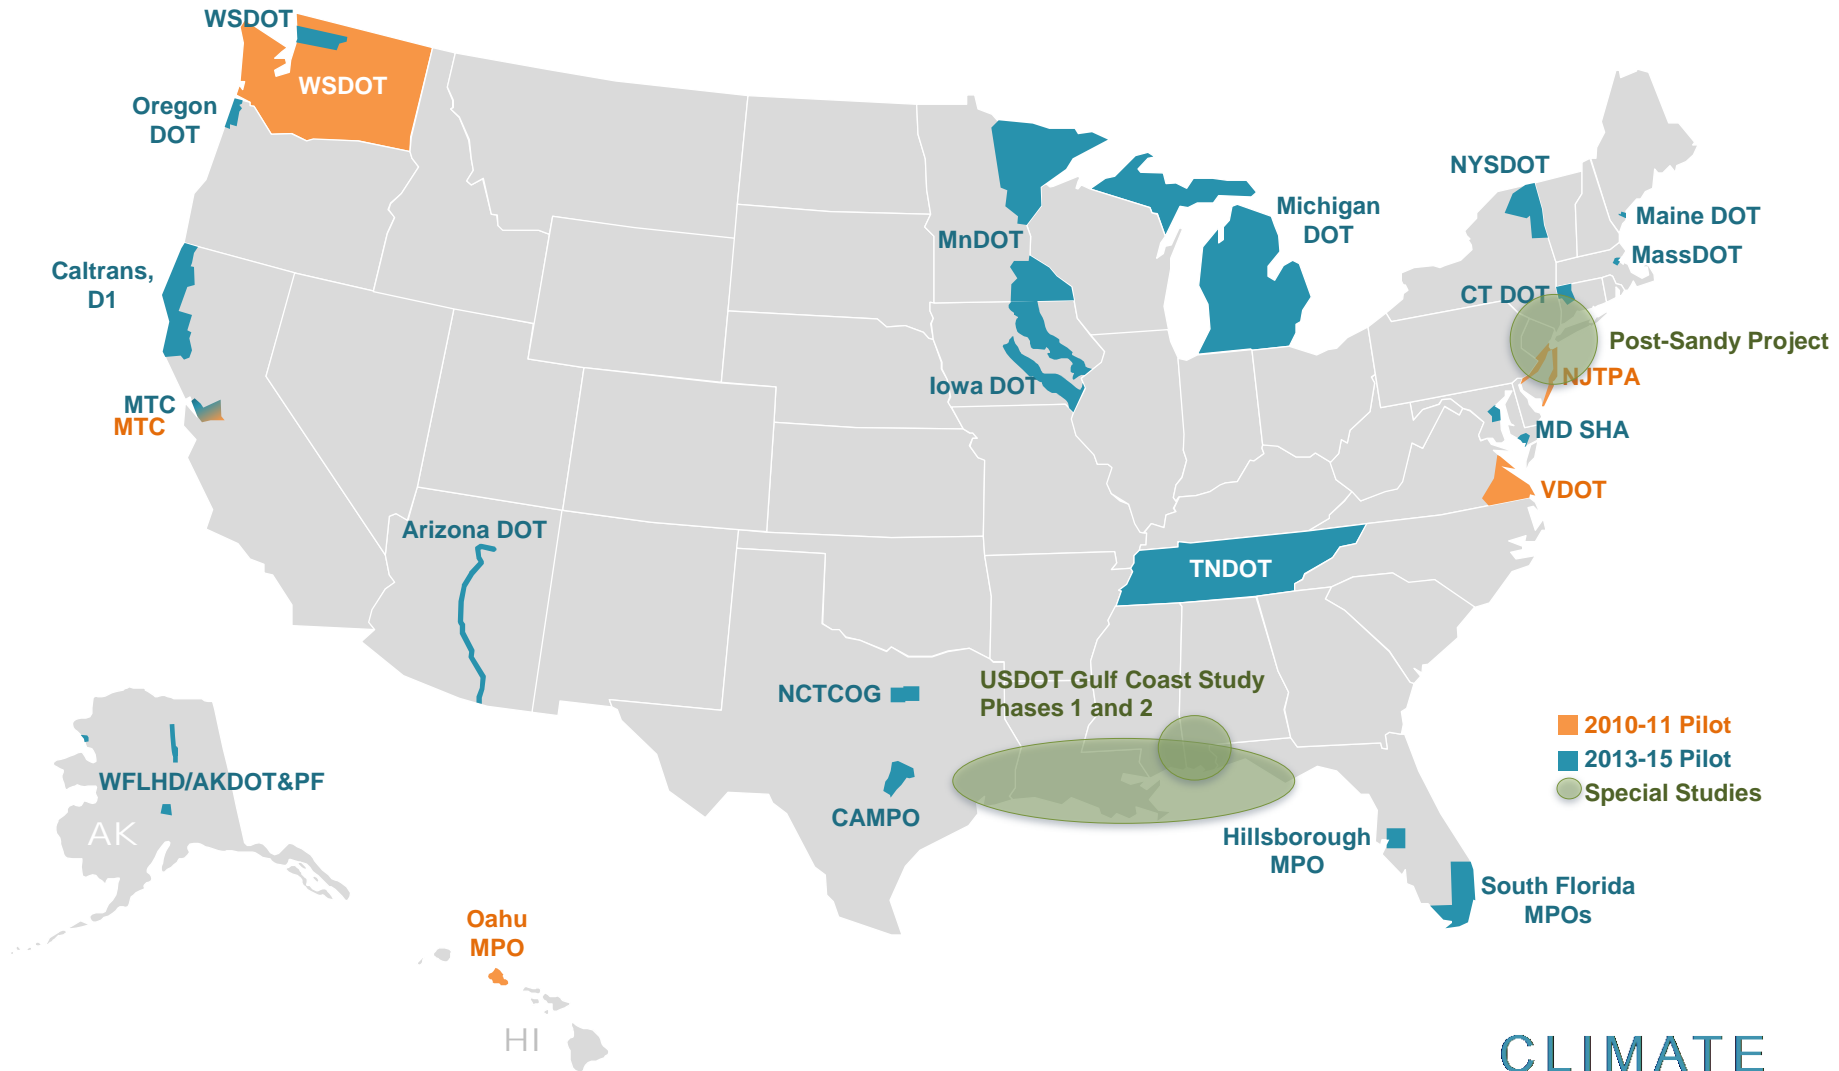 WSDOT
WSDOT
Oregon
DOT
Caltrans,
D1
MTC
MTC
Arizona DOT
MnDOT
Michigan
DOT
Iowa DOT
NYSDOT
Maine DOT
MassDOT
CT DOT
Post-Sandy Project
NJTPA
MD SHA
VDOT
TNDOT
NCTCOG
CAMPO
USDOT Gulf Coast Study
Phases 1 and 2
Hillsborough
MPO
South Florida
MPOs
WFLHD/AKDOT&PF
AK
Oahu
MPO
HI
2010-11 Pilot
2013-15 Pilot
Special Studies
CLIMATE